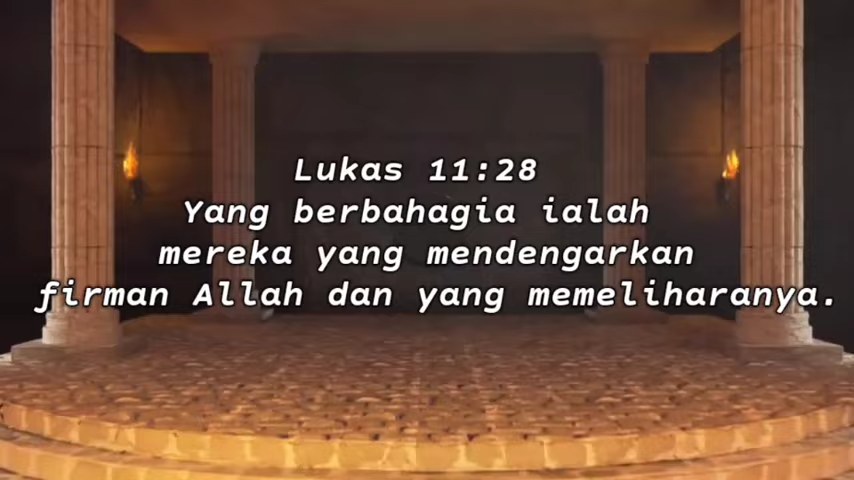 Lukas 11:28
Yang berbahagia ialah
mereka yang mendengarkan
firman Allah dan yang memeliharanya.